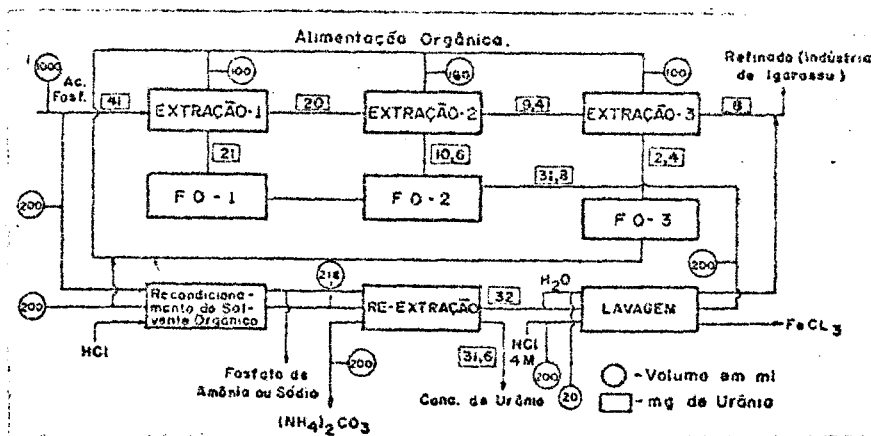 Alimentação Orgânica.
1000
Ac. Fosf.
41
EXTRAÇÃO-1
100
20
EXTRAÇÃO-2
9,4
EXTRAÇÃO-3
100
8
Refinado (Indústria
de Igarassu)
21
10,6
31,8
2,4
200
FO-1
FO-2
FO-3
200
218
200
Recondiciona-
mento do Sol-
vente Orgânico
RE-EXTRAÇÃO
32
H2O
LAVAGEM
FeCL3
HCl
Fosfato de
Amônia ou Sódio
200
(NH4)2CO3
31,6
Conc. de Urânio
HCl
4M
200
20
-Volume em ml
-mg de Urânio